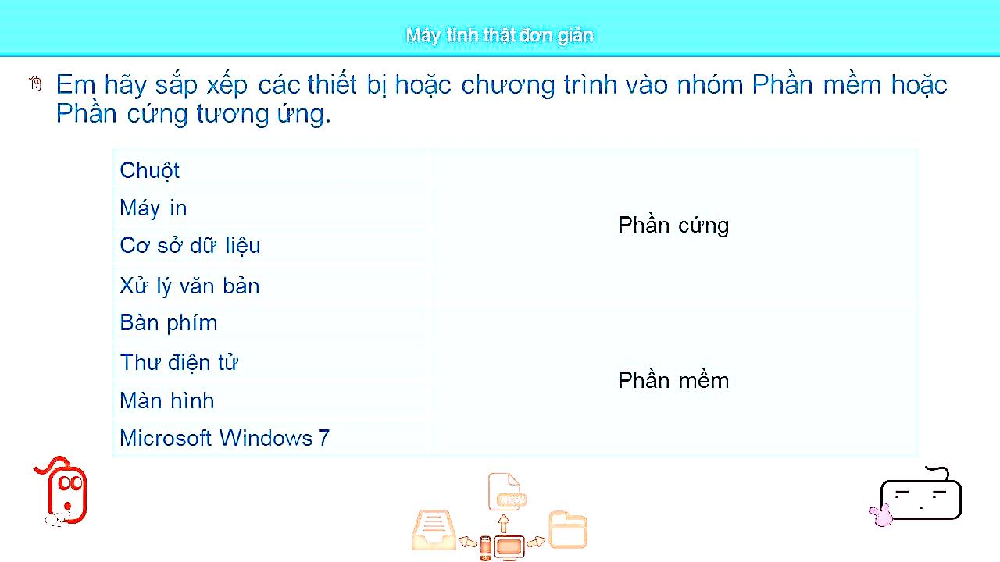 Máy tính thật đơn giản
Em hãy sắp xếp các thiết bị hoặc chương trình vào nhóm Phần mềm hoặc
Phần cứng tương ứng.
Chuột
Máy in
Cơ sở dữ liệu
Xử lý văn bản
Bàn phím
Thư điện tử
Màn hình
Microsoft Windows 7
Phần cứng
Phần mềm
NEW